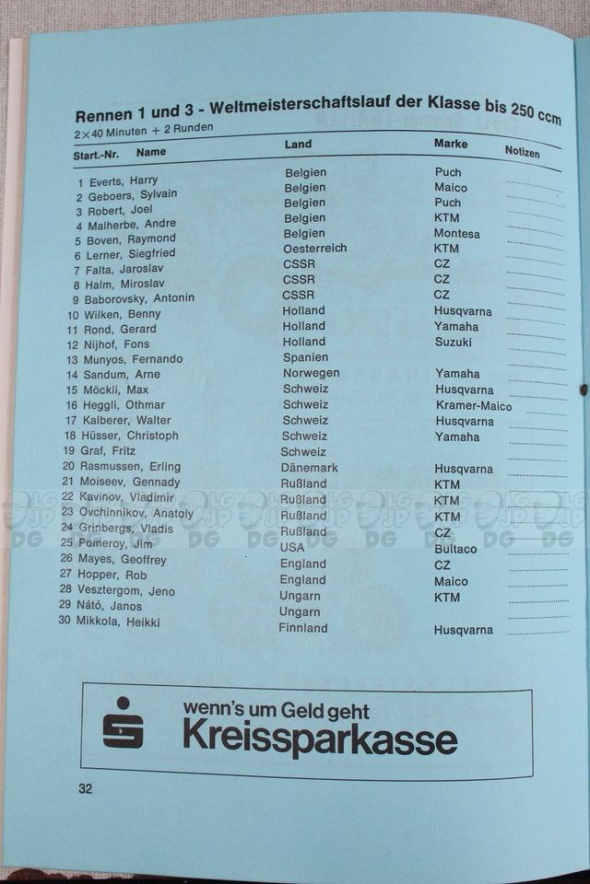 Rennen 1 und 3 - Weltmeisterschaftslauf der Klasse bis 250 ccm
2×40 Minuten + 2 Runden
Start.-Nr. Name Land Marke Notizen
1 Everts, Harry Belgien Puch
2 Geboers, Sylvain Belgien Maico
3 Robert, Joel Belgien Puch
4 Malherbe, Andre Belgien KTM
5 Boven, Raymond Belgien Montesa
6 Lerner, Siegfried Oesterreich KTM
7 Falta, Jaroslav CSSR CZ
8 Halm, Miroslav CSSR CZ
9 Baborovsky, Antonin CSSR CZ
10 Wilken, Benny Holland Husqvarna
11 Rond, Gerard Holland Yamaha
12 Nijhof, Fons Holland Suzuki
13 Munyos, Fernando Spanien
14 Sandum, Arne Norwegen Yamaha
15 Möckli, Max Schweiz Husqvarna
16 Heggli, Othmar Schweiz Kramer-Maico
17 Kalberer, Walter Schweiz Husqvarna
18 Hüsser, Christoph Schweiz Yamaha
19 Graf, Fritz Schweiz
20 Rasmussen, Erling Dänemark Husqvarna
21 Moiseev, Gennady Rußland KTM
22 Kavinov, Vladimir Rußland KTM
23 Ovchinnikov, Anatoly Rußland KTM
24 Grinbergs, Vladis Rußland CZ
25 Pomeroy, Jim USA Bultaco
26 Mayes, Geoffrey England CZ
27 Hopper, Rob England Maico
28 Vesztergom, Jeno Ungarn KTM
29 Nátó, Janos Ungarn
30 Mikkola, Heikki Finnland Husqvarna
wenn's um Geld geht
Kreissparkasse
32